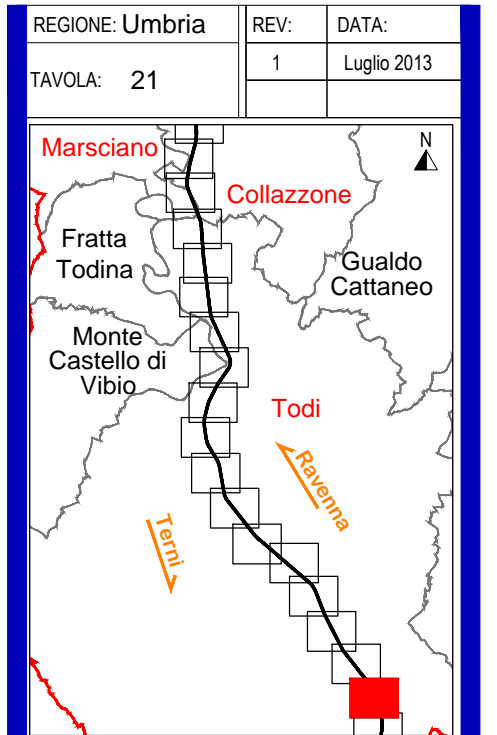 REGIONE: Umbria
REV:
DATA:
TAVOLA: 21
1
Luglio 2013
N
Marsciano
Collazzone
Fratta
Todina
Gualdo
Cattaneo
Monte
Castello di
Vibio
Todi
Ravenna
Terni